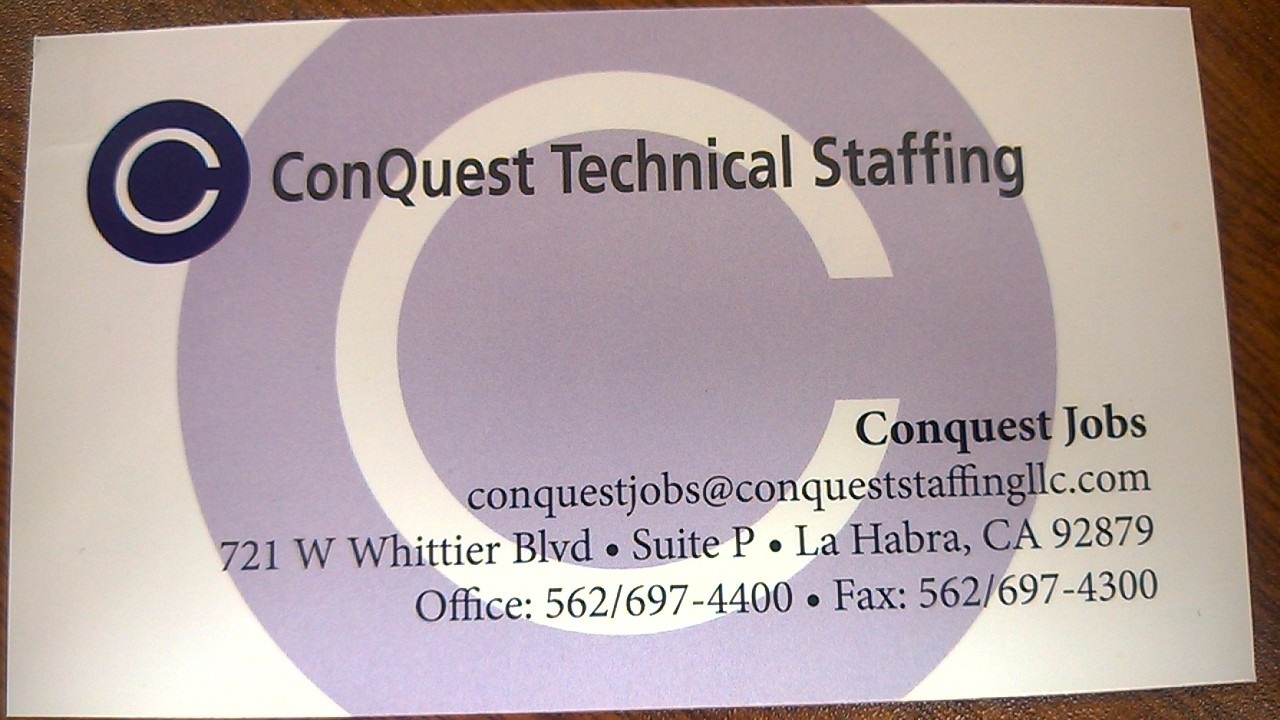 ConQuest Technical Staffing
Conquest Jobs
conquestjobs@conqueststaffingllc.com
721 W Whittier Blvd • Suite P • La Habra, CA 92879
Office: 562/697-4400 • Fax: 562/697-4300